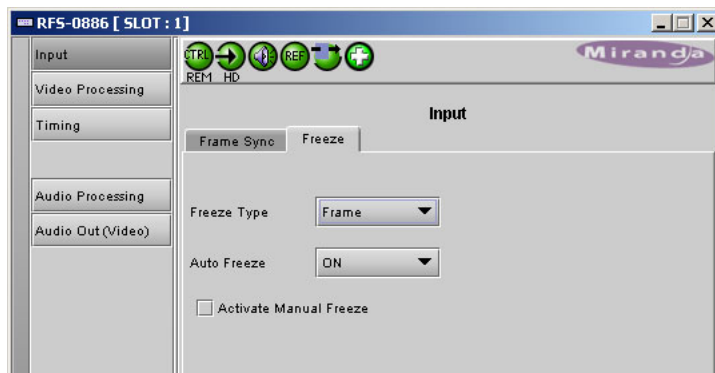 RFS-0886 [ SLOT : 1]
Input
Video Processing
Timing
Audio Processing
Audio Out (Video)
CTRL
REF
REM HD
Miranda
Input
Frame Sync
Freeze
Freeze Type
Frame
Auto Freeze
ON
Activate Manual Freeze